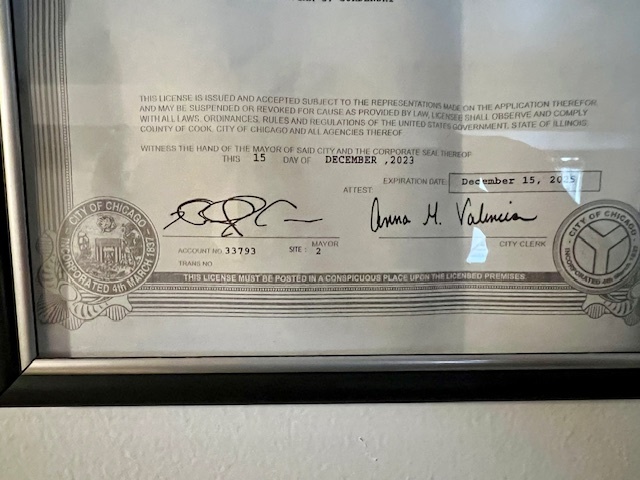 THIS LICENSE IS ISSUED AND ACCEPTED SUBJECT TO THE REPRESENTATIONS MADE ON THE APPLICATION THEREFOR,
AND MAY BE SUSPENDED OR REVOKED FOR CAUSE AS PROVIDED BY LAW, LICENSEE SHALL OBSERVE AND COMPLY
WITH ALL LAWS, ORDINANCES, RULES AND REGULATIONS OF THE UNITED STATES GOVERNMENT, STATE OF ILLINOIS,
COUNTY OF COOK, CITY OF CHICAGO AND ALL AGENCIES THEREOF
WITNESS THE HAND OF THE MAYOR OF SAID CITY AND THE CORPORATE SEAL THEREOF
THIS 15 DAY OF DECEMBER ,2023
EXPIRATION DATE: December 15, 2025
ATTEST
Anna M. Valencia
MAYOR
CITY CLERK
ACCOUNT NO. 33793 SITE : 2
TRANS NO.
THIS LICENSE MUST BE POSTED IN A CONSPICUOUS PLACE UPON THE LICENSED PREMISES.
CITY OF CHICAGO
INCORPORATED 4th MARCH 1837
CITY OF CHICAGO
INCORPORATED 4th MARCH